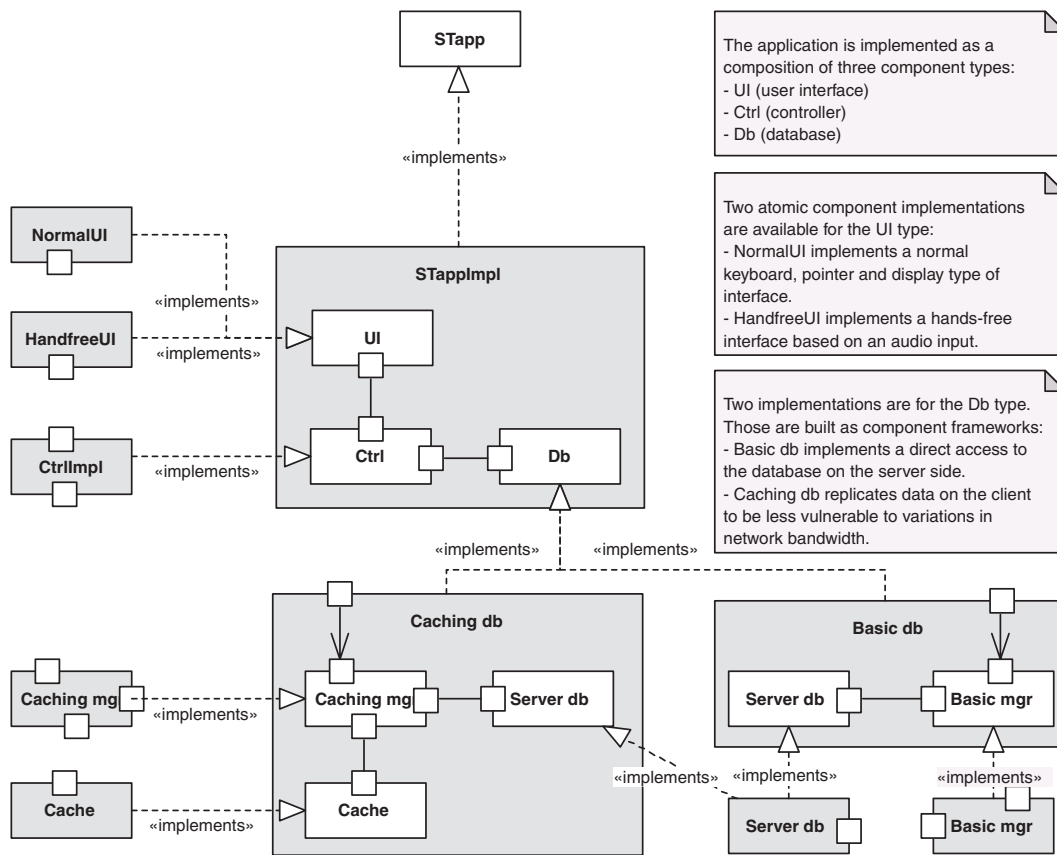 STapp
«implements»
The application is implemented as a
composition of three component types:
- UI (user interface)
- Ctrl (controller)
- Db (database)
Two atomic component implementations
are available for the UI type:
- NormalUI implements a normal
keyboard, pointer and display type of
interface.
- HandfreeUI implements a hands-free
interface based on an audio input.
Two implementations are for the Db type.
Those are built as component frameworks:
- Basic db implements a direct access to
the database on the server side.
- Caching db replicates data on the client
to be less vulnerable to variations in
network bandwidth.
NormalUI
«implements»
HandfreeUI
«implements»
CtrlImpl
«implements»
STappImpl
UI
Ctrl
Db
«implements»
«implements»
Caching db
Caching mgr
Server db
Cache
Caching mgr
«implements»
Cache
«implements»
Basic db
Server db
Basic mgr
«implements»
«implements»
«implements»
Server db
Basic mgr